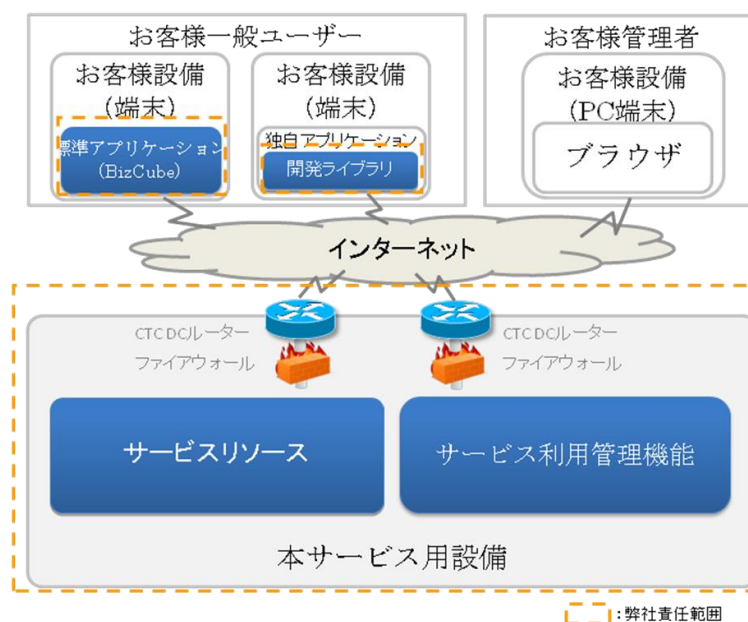 お客様一般ユーザー
お客様設備
(端末)
標準アプリケーション
(BizCube)
お客様設備
(端末)
独自アプリケーション
開発ライブラリ
お客様管理者
お客様設備
(PC端末)
ブラウザ
インターネット
CTCDCルーター
ファイアウォール
CTCDCルーター
ファイアウォール
サービスリソース
サービス利用管理機能
本サービス用設備
：弊社責任範囲